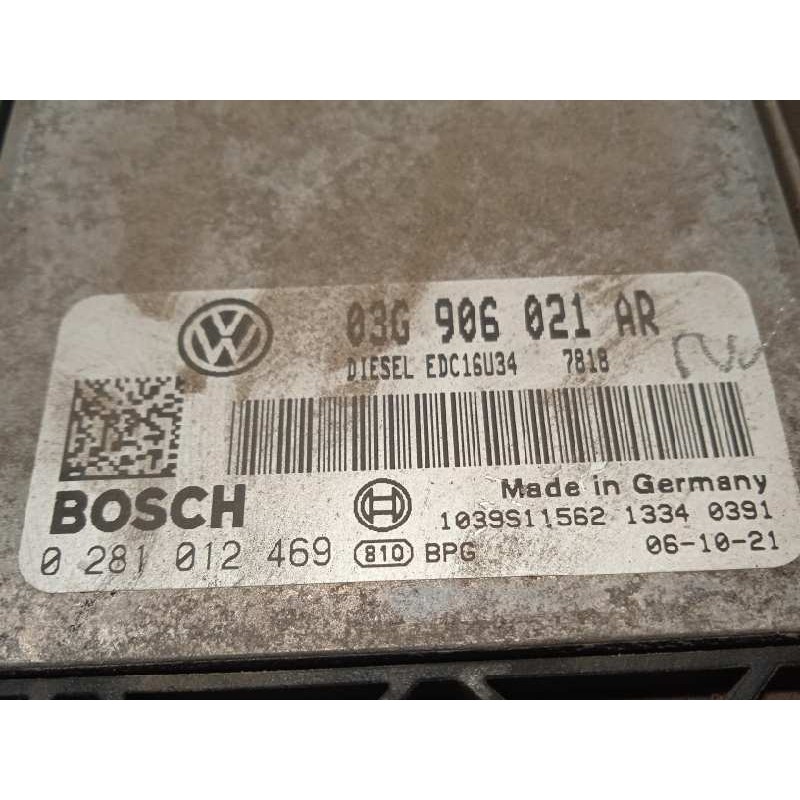 03G 906 021 AR
DIESEL EDC16U34 7818
BOSCH
Made in Germany
1039S11562 1334 0391
0 281 012 469 810 BPG
06-10-21